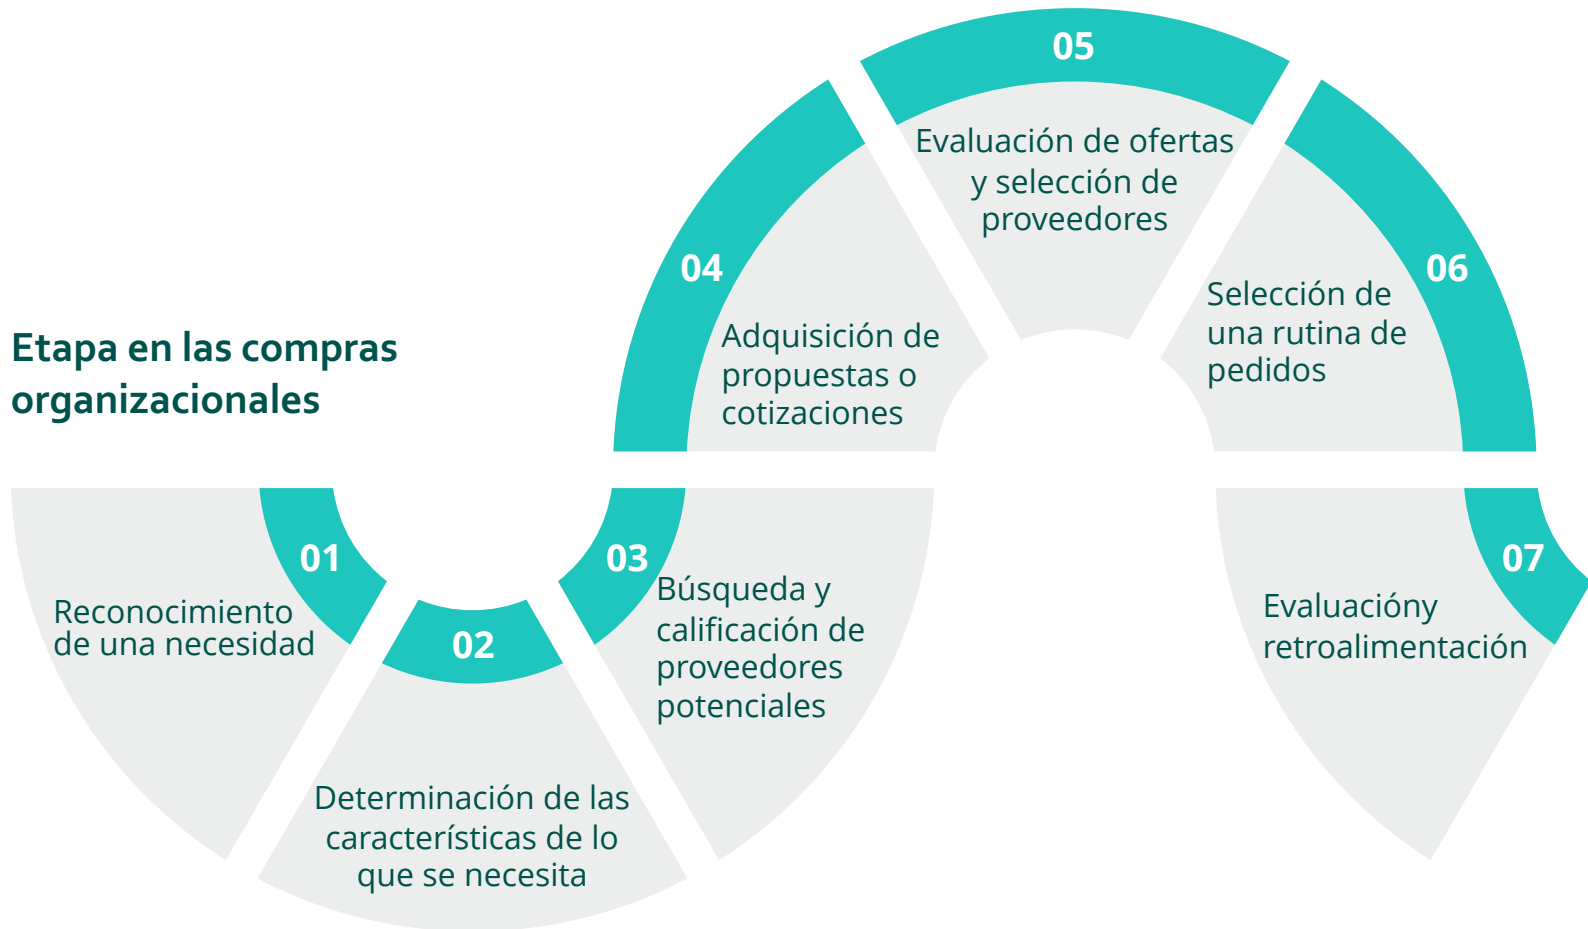 Etapa en las compras
organizacionales
01
Reconocimiento
de una necesidad
02
Determinación de las
características de lo
que se necesita
03
Búsqueda y
calificación de
proveedores
potenciales
04
Adquisición de
propuestas o
cotizaciones
05
Evaluación de ofertas
y selección de
proveedores
06
Selección de
una rutina de
pedidos
07
Evaluacióny
retroalimentación